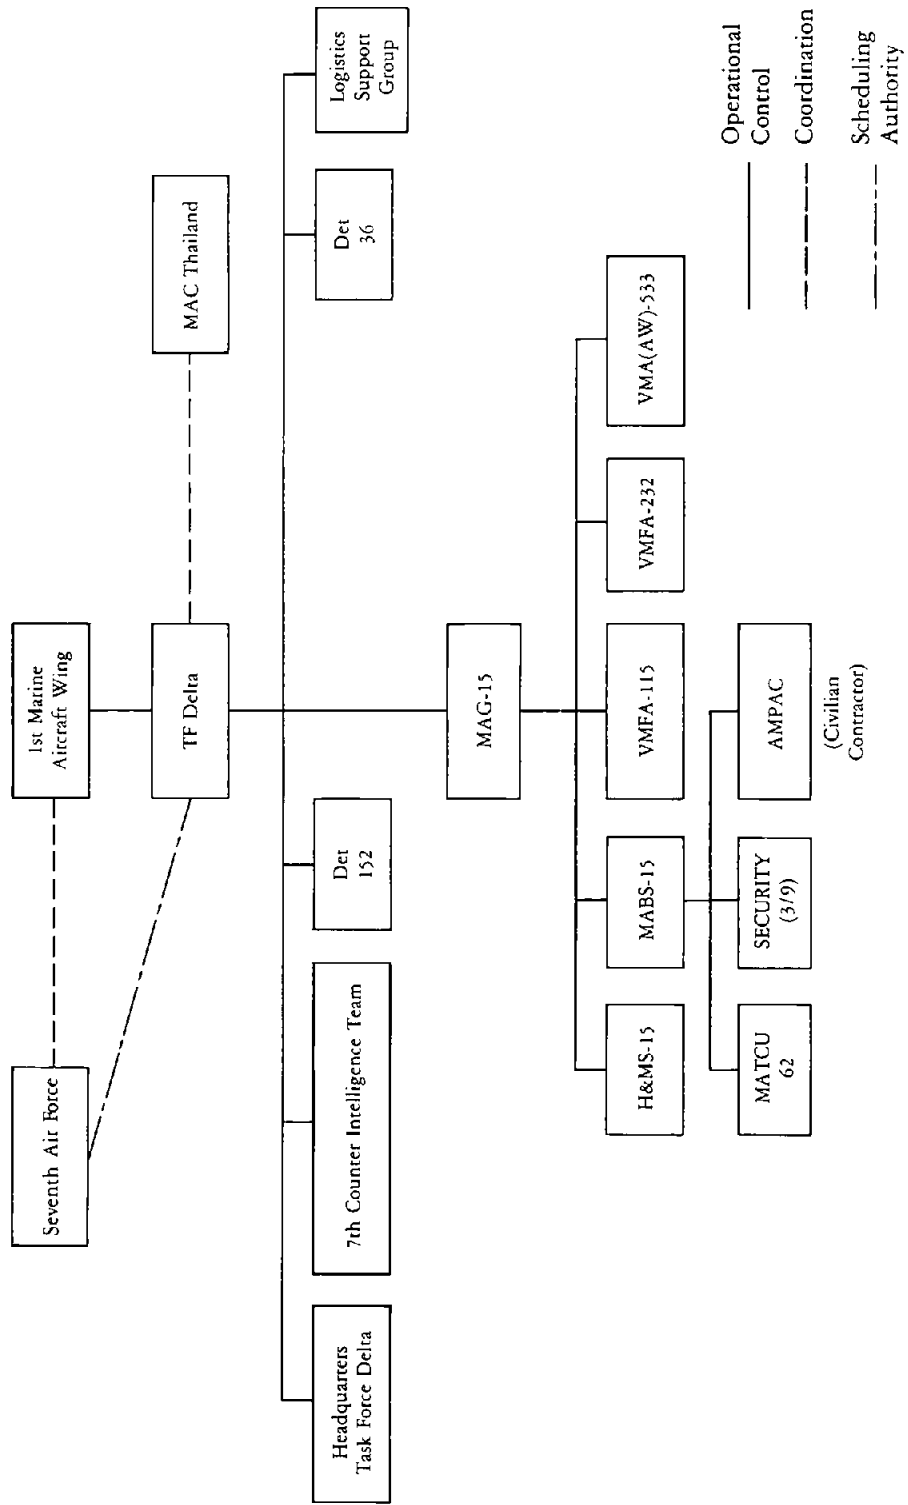 1st Marine
Aircraft Wing
Seventh Air Force
TF Delta
MAC Thailand
Headquarters
Task Force Delta
7th Counter Intelligence Team
Det
152
Det
36
Logistics
Support
Group
MAG-15
H&MS-15
MABS-15
VMFA-115
VMFA-232
VMA(AW)-533
MATCU
62
SECURITY
(3/9)
AMPAC
(Civilian
Contractor)
Operational
Control
Coordination
Scheduling
Authority